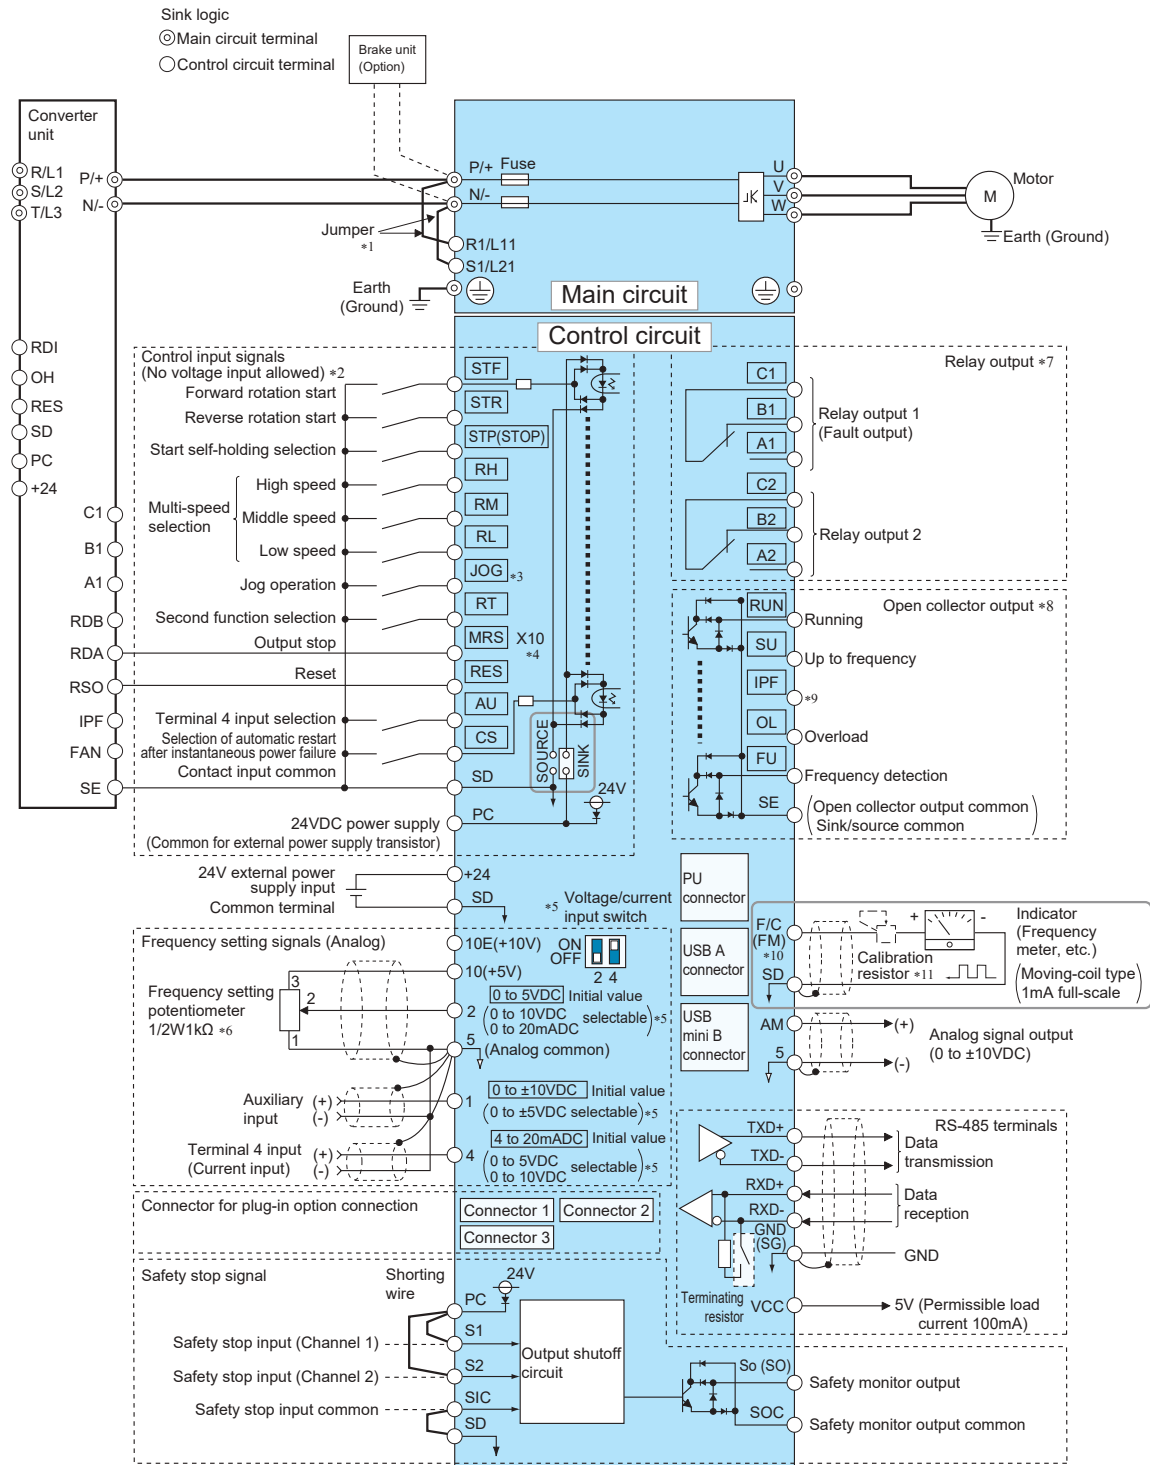 Sink logic
Main circuit terminal
Control circuit terminal
Brake unit
(Option)
Converter
unit
R/L1
S/L2
T/L3
P/+
N/-
P/+
Fuse
N/-
Jumper
*1
R1/L11
S1/L21
Earth
(Ground)
Main circuit
U
V
W
M
Motor
Earth (Ground)
Control circuit
RDI
OH
RES
SD
PC
+24
C1
B1
A1
RDB
RDA
RSO
IPF
FAN
SE
Control input signals
(No voltage input allowed) *2
Forward rotation start
Reverse rotation start
Start self-holding selection
Multi-speed
selection
High speed
Middle speed
Low speed
Jog operation
Second function selection
Output stop
Reset
Terminal 4 input selection
Selection of automatic restart
after instantaneous power failure
Contact input common
24VDC power supply
(Common for external power supply transistor)
STF
STR
STP(STOP)
RH
RM
RL
JOG *3
RT
MRS X10
*4
RES
AU
CS
SD
PC
SOURCE
SINK
24V
Relay output *7
C1
B1
A1
Relay output 1
(Fault output)
C2
B2
A2
Relay output 2
Open collector output *8
RUN
Running
SU
Up to frequency
IPF
*9
OL
Overload
FU
Frequency detection
SE
(Open collector output common
Sink/source common)
24V external power
supply input
Common terminal
+24
SD
*5 Voltage/current
input switch
ON
OFF
2 4
PU
connector
USB A
connector
USB
mini B
connector
Frequency setting signals (Analog)
10E(+10V)
10(+5V)
3
Frequency setting
potentiometer
1/2W1kΩ *6
2
1
2
0 to 5VDC Initial value
(0 to 10VDC
0 to 20mADC selectable)*5
5
(Analog common)
Auxiliary
input
(+)
(-)
1
0 to ±10VDC Initial value
(0 to ±5VDC selectable)*5
Terminal 4 input
(Current input)
(+)
(-)
4
4 to 20mADC Initial value
(0 to 5VDC
0 to 10VDC selectable)*5
F/C
(FM)
*10
SD
Calibration
resistor *11
+ -
Indicator
(Frequency
meter, etc.)
(Moving-coil type
1mA full-scale)
AM
(+)
5
(-)
Analog signal output
(0 to ±10VDC)
RS-485 terminals
TXD+
TXD-
Data
transmission
RXD+
RXD-
Data
reception
GND
(SG)
GND
Terminating
resistor
VCC
5V (Permissible load
current 100mA)
Connector for plug-in option connection
Connector 1
Connector 2
Connector 3
Safety stop signal
Shorting
wire
24V
PC
S1
Safety stop input (Channel 1)
S2
Safety stop input (Channel 2)
SIC
Safety stop input common
SD
Output shutoff
circuit
So (SO)
Safety monitor output
SOC
Safety monitor output common